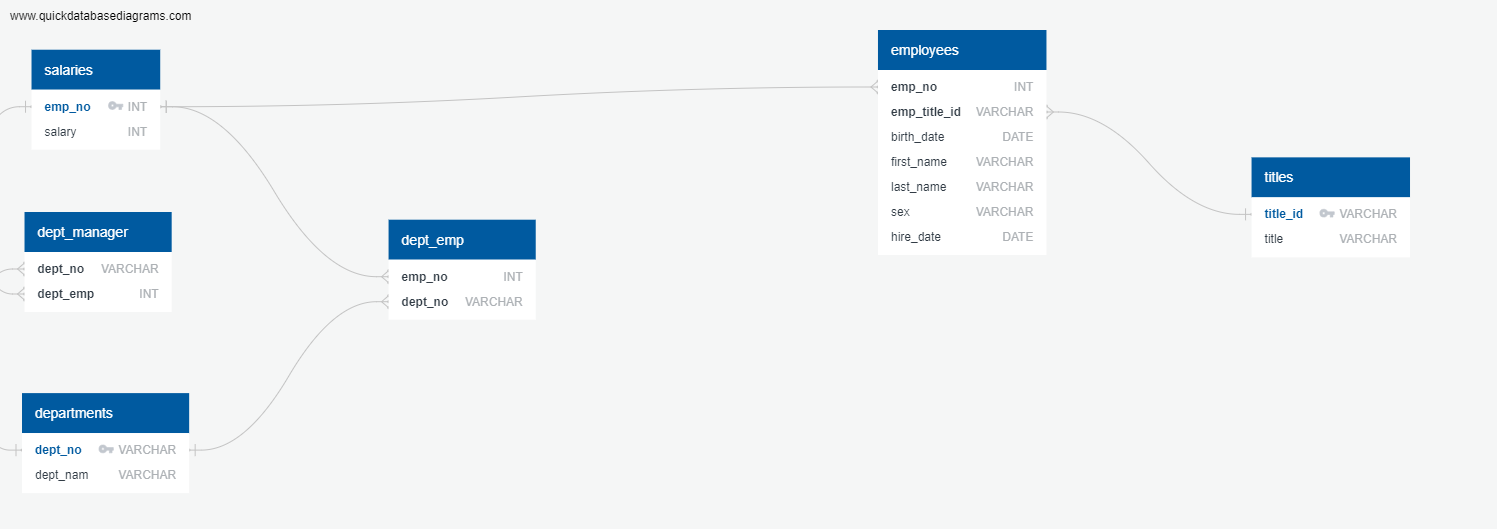 www.quickdatabasediagrams.com
salaries
emp_no INT
salary INT
dept_manager
dept_no VARCHAR
dept_emp INT
departments
dept_no VARCHAR
dept_nam VARCHAR
dept_emp
emp_no INT
dept_no VARCHAR
employees
emp_no INT
emp_title_id VARCHAR
birth_date DATE
first_name VARCHAR
last_name VARCHAR
sex VARCHAR
hire_date DATE
titles
title_id VARCHAR
title VARCHAR